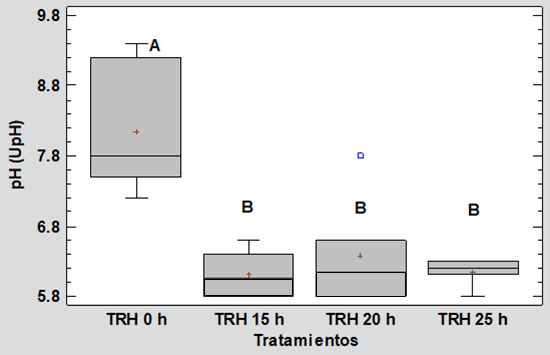 9.8
A
8.8
pH (UpH)
7.8
B
B
B
6.8
5.8
TRH 0 h
TRH 15 h
TRH 20 h
TRH 25 h
Tratamientos